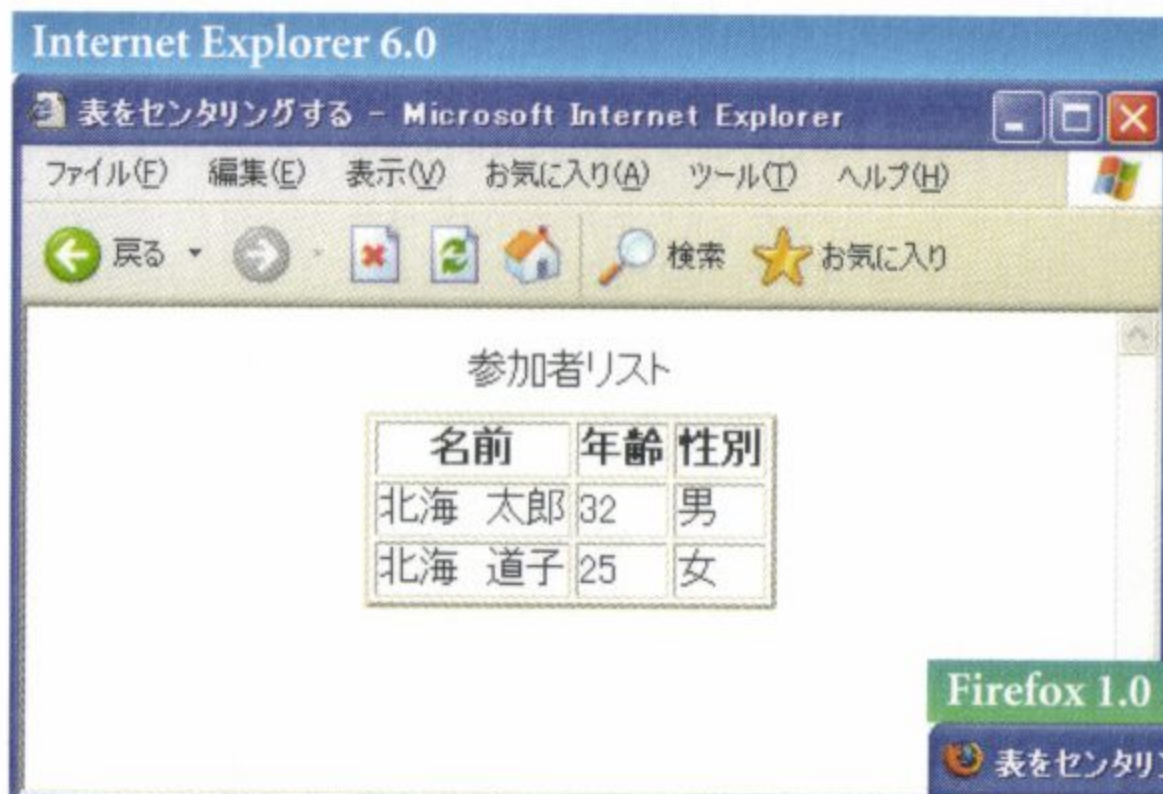 Internet Explorer 6.0
表をセンタリングする - Microsoft Internet Explorer
ファイル(F) 編集(E) 表示(V) お気に入り(A) ツール(T) ヘルプ(H)
戻る 検索 お気に入り
参加者リスト
名前 年齢 性別
北海 太郎 32 男
北海 道子 25 女
Firefox 1.0
表をセンタリン